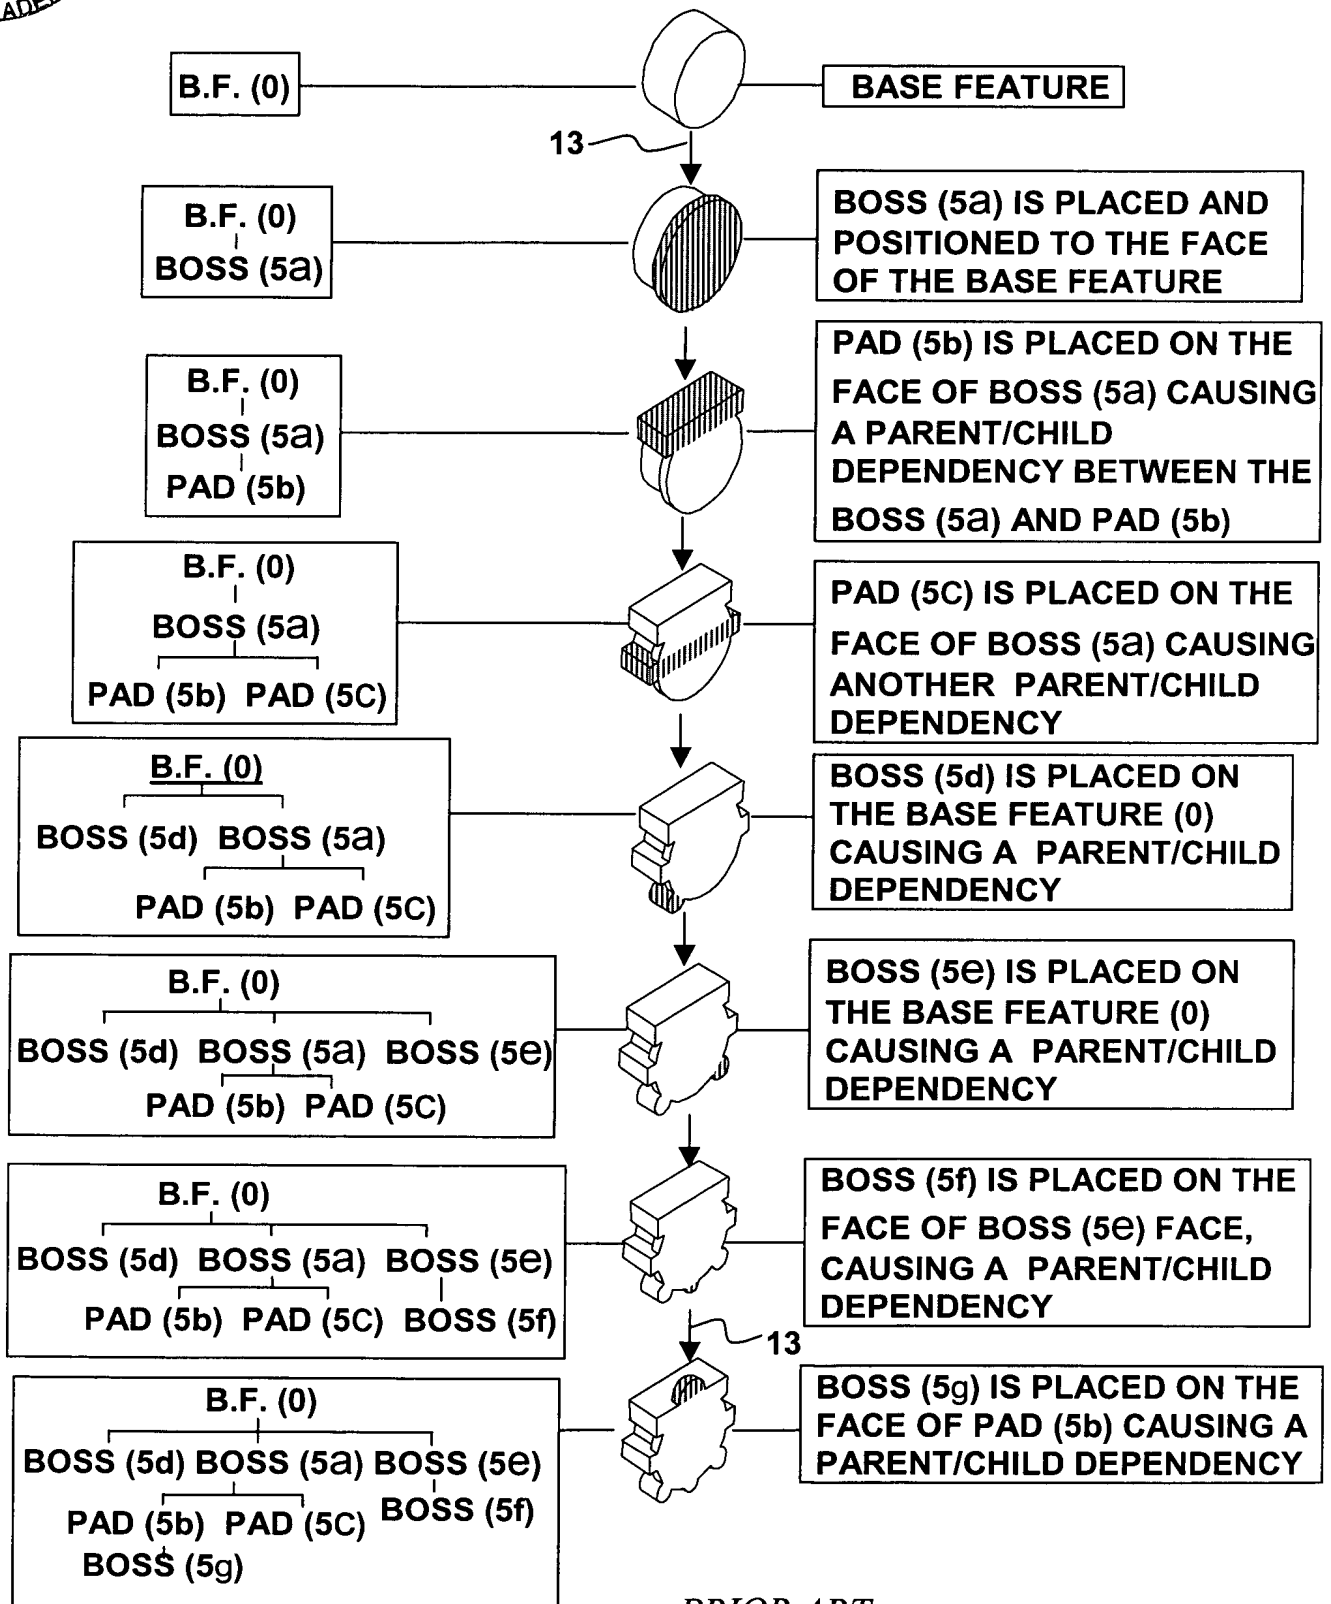 B.F. (0)
BASE FEATURE
13
B.F. (0)
BOSS (5a)
BOSS (5a) IS PLACED AND
POSITIONED TO THE FACE
OF THE BASE FEATURE
B.F. (0)
BOSS (5a)
PAD (5b)
PAD (5b) IS PLACED ON THE
FACE OF BOSS (5a) CAUSING
A PARENT/CHILD
DEPENDENCY BETWEEN THE
BOSS (5a) AND PAD (5b)
B.F. (0)
BOSS (5a)
PAD (5b) PAD (5C)
PAD (5C) IS PLACED ON THE
FACE OF BOSS (5a) CAUSING
ANOTHER PARENT/CHILD
DEPENDENCY
B.F. (0)
BOSS (5d) BOSS (5a)
PAD (5b) PAD (5C)
BOSS (5d) IS PLACED ON
THE BASE FEATURE (0)
CAUSING A PARENT/CHILD
DEPENDENCY
B.F. (0)
BOSS (5d) BOSS (5a) BOSS (5e)
PAD (5b) PAD (5C)
BOSS (5e) IS PLACED ON
THE BASE FEATURE (0)
CAUSING A PARENT/CHILD
DEPENDENCY
B.F. (0)
BOSS (5d) BOSS (5a) BOSS (5e)
PAD (5b) PAD (5C) BOSS (5f)
BOSS (5f) IS PLACED ON THE
FACE OF BOSS (5e) FACE,
CAUSING A PARENT/CHILD
DEPENDENCY
13
B.F. (0)
BOSS (5d) BOSS (5a) BOSS (5e)
PAD (5b) PAD (5C) BOSS (5f)
BOSS (5g)
BOSS (5g) IS PLACED ON THE
FACE OF PAD (5b) CAUSING A
PARENT/CHILD DEPENDENCY
PRIOR ART